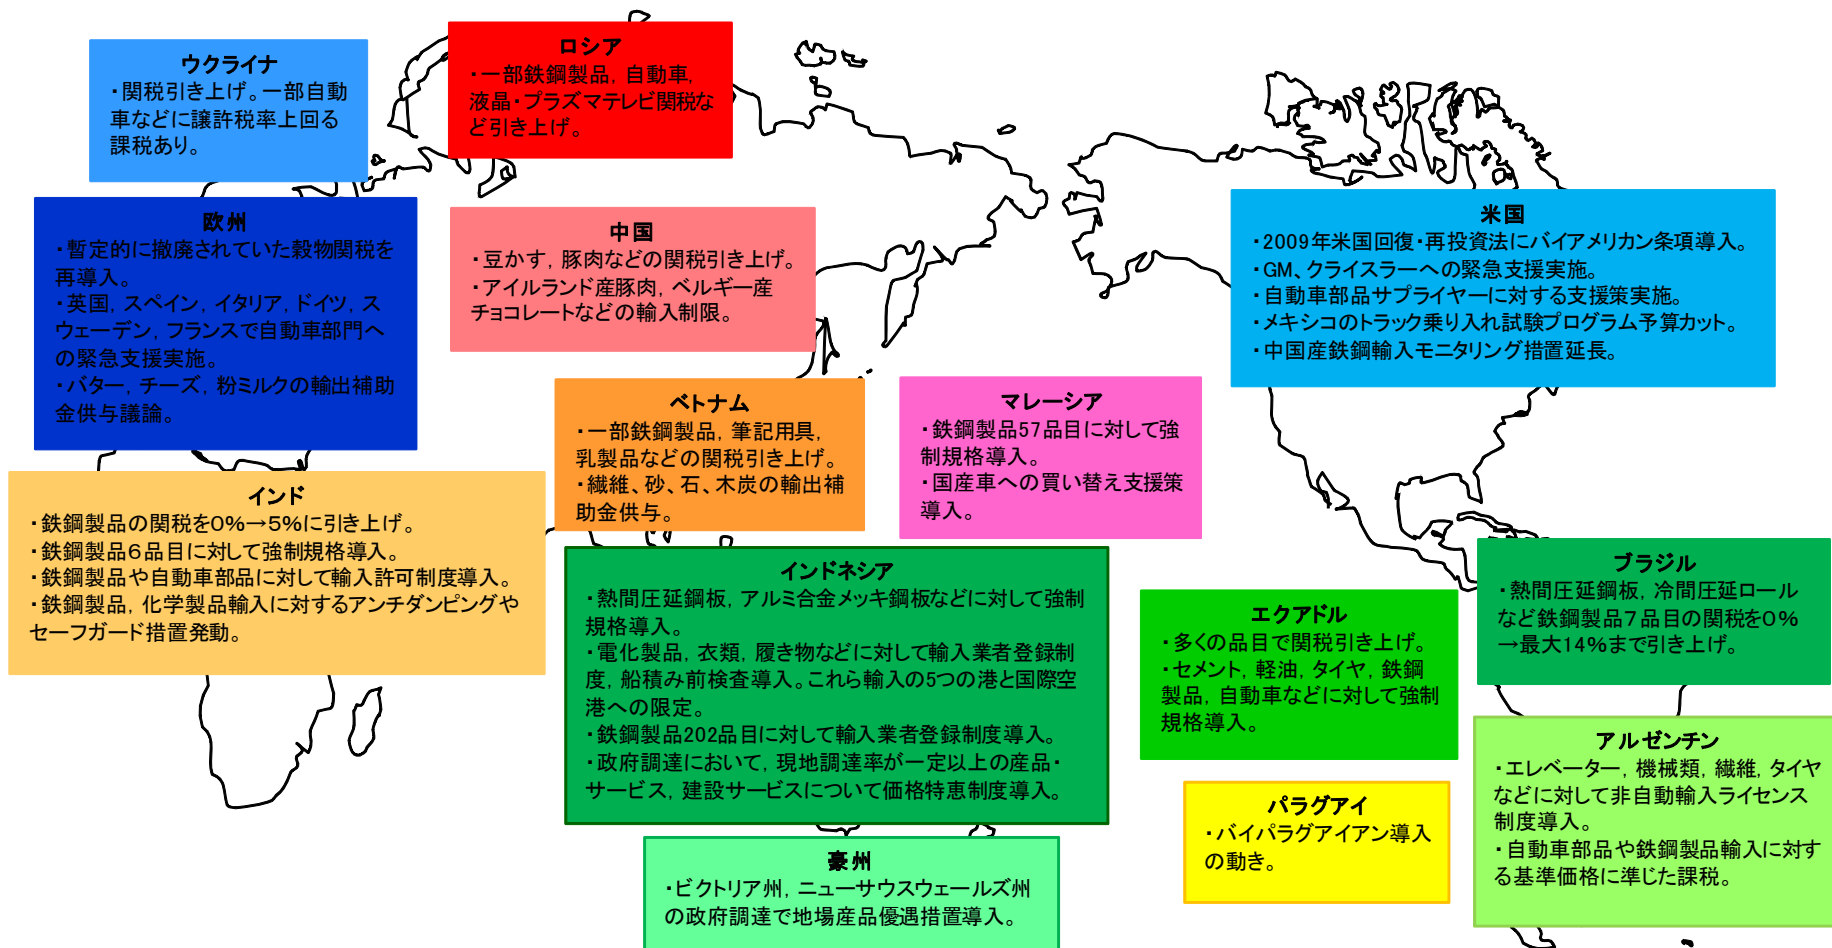 ウクライナ
・関税引き上げ。一部自動
車などに譲許税率上回る
課税あり。
ロシア
・一部鉄鋼製品，自動車，
液晶・プラズマテレビ関税な
ど引き上げ。
欧州
・暫定的に撤廃されていた穀物関税を
再導入。
・英国，スペイン，イタリア，ドイツ，ス
ウェーデン，フランスで自動車部門へ
の緊急支援実施。
・バター，チーズ，粉ミルクの輸出補助
金供与議論。
中国
・豆かす，豚肉などの関税引き上げ。
・アイルランド産豚肉，ベルギー産
チョコレートなどの輸入制限。
米国
・2009年米国回復・再投資法にバイアメリカン条項導入。
・GM、クライスラーへの緊急支援実施。
・自動車部品サプライヤーに対する支援策実施。
・メキシコのトラック乗り入れ試験プログラム予算カット。
・中国産鉄鋼輸入モニタリング措置延長。
ベトナム
・一部鉄鋼製品，筆記用具，
乳製品などの関税引き上げ。
・繊維、砂、石、木炭の輸出補
助金供与。
マレーシア
・鉄鋼製品57品目に対して強
制規格導入。
・国産車への買い替え支援策
導入。
インド
・鉄鋼製品の関税を0%→5%に引き上げ。
・鉄鋼製品６品目に対して強制規格導入。
・鉄鋼製品や自動車部品に対して輸入許可制度導入。
・鉄鋼製品，化学製品輸入に対するアンチダンピングや
セーフガード措置発動。
インドネシア
・熱間圧延鋼板，アルミ合金メッキ鋼板などに対して強制
規格導入。
・電化製品，衣類，履き物などに対して輸入業者登録制
度，船積み前検査導入。これら輸入の5つの港と国際空
港への限定。
・鉄鋼製品202品目に対して輸入業者登録制度導入。
・政府調達において，現地調達率が一定以上の産品・
サービス，建設サービスについて価格特恵制度導入。
エクアドル
・多くの品目で関税引き上げ。
・セメント，軽油，タイヤ，鉄鋼
製品，自動車などに対して強制
規格導入。
ブラジル
・熱間圧延鋼板，冷間圧延ロール
など鉄鋼製品７品目の関税を0%
→最大14%まで引き上げ。
アルゼンチン
・エレベーター，機械類，繊維，タイヤ
などに対して非自動輸入ライセンス
制度導入。
・自動車部品や鉄鋼製品輸入に対す
る基準価格に準じた課税。
パラグアイ
・バイパラグアイアン導入
の動き。
豪州
・ビクトリア州，ニューサウスウェールズ州
の政府調達で地場産品優遇措置導入。